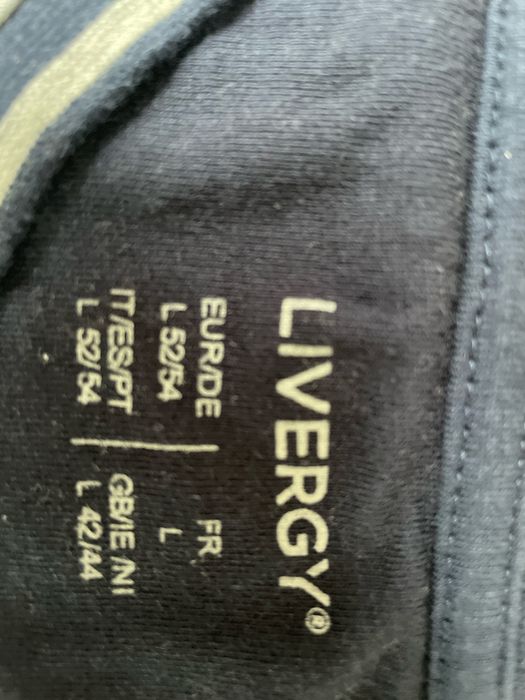 LIVERGY®
EUR/DE FR
L 52/54 L
IT/ES/PT GB/IE/NI
L 52/54 L 42/44